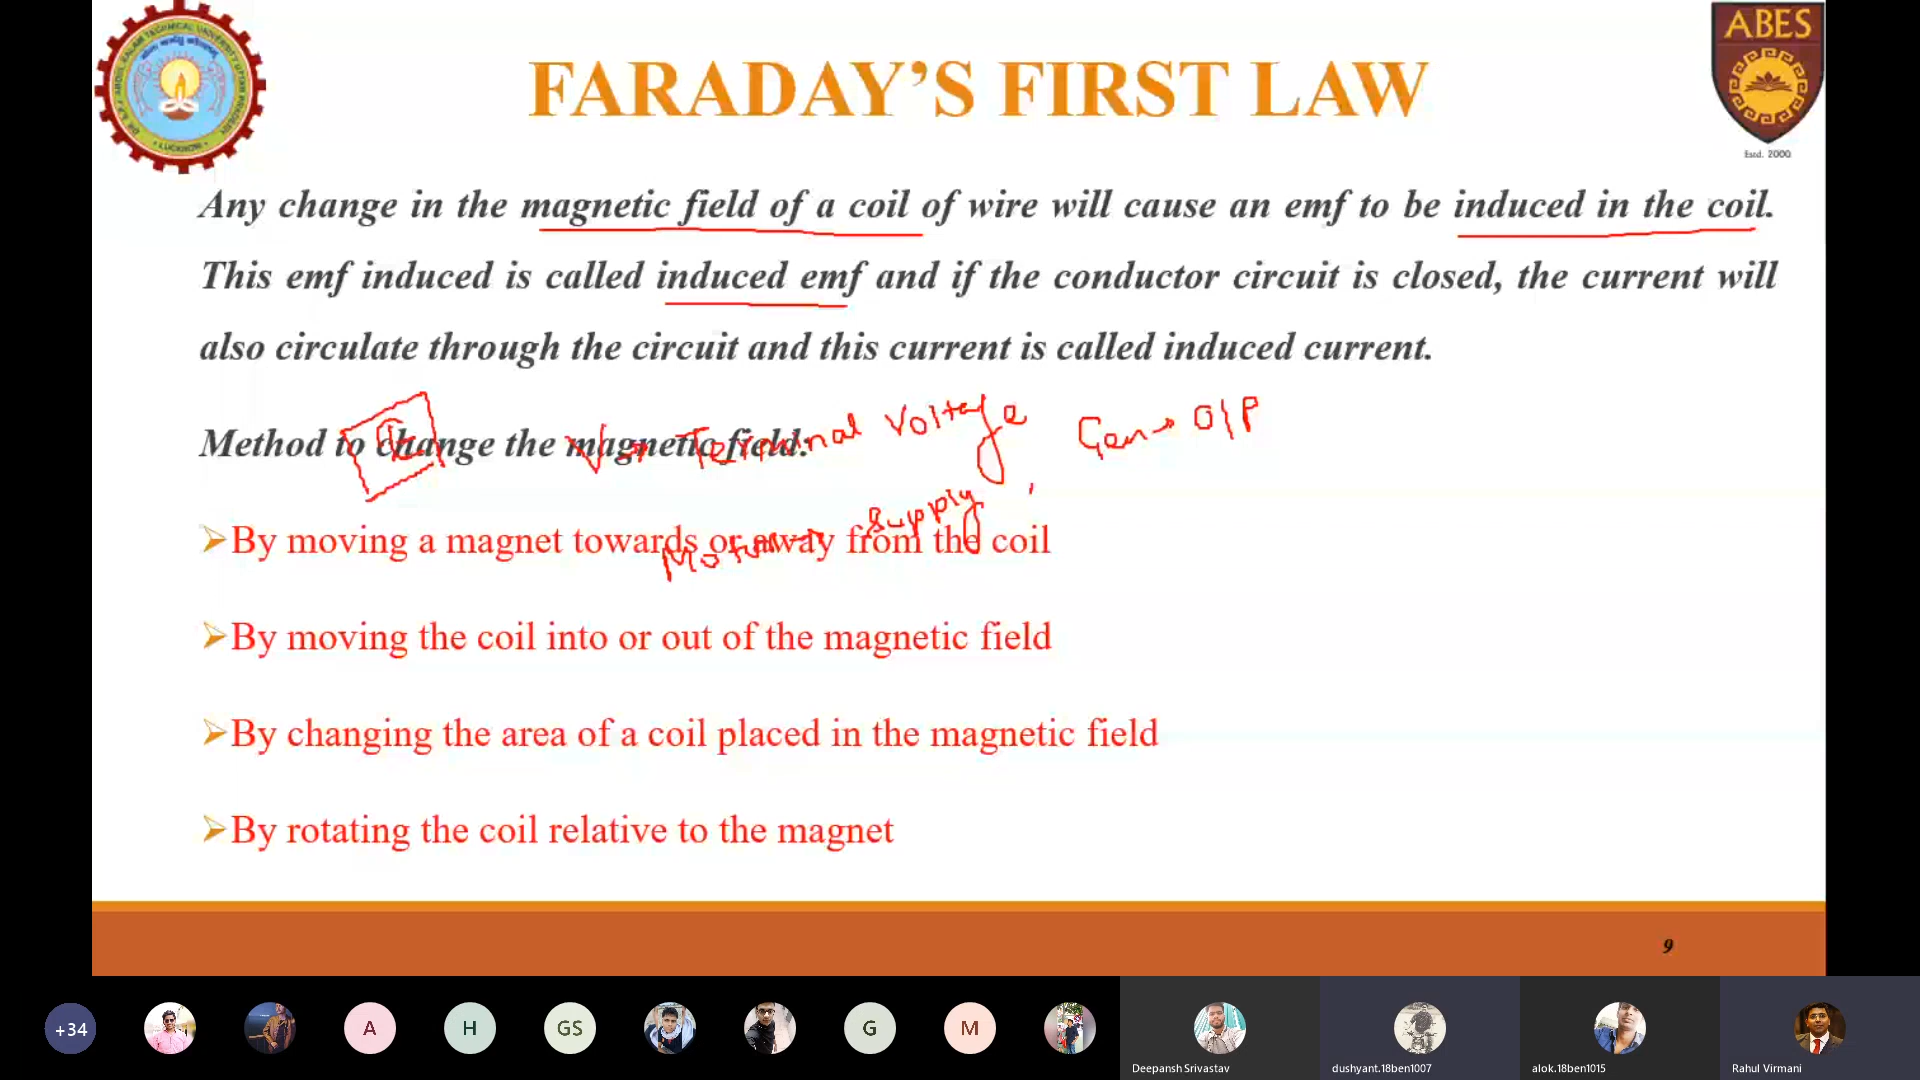 ABES
Estd. 2000
FARADAY’S FIRST LAW
Any change in the magnetic field of a coil of wire will cause an emf to be induced in the coil.
This emf induced is called induced emf and if the conductor circuit is closed, the current will
also circulate through the circuit and this current is called induced current.
E V → Terminal Voltage Gen → O/P
Method to change the magnetic field:
Motor → Supply
➢By moving a magnet towards or away from the coil
➢By moving the coil into or out of the magnetic field
➢By changing the area of a coil placed in the magnetic field
➢By rotating the coil relative to the magnet
9
+34 A H GS G M
Deepansh Srivastav dushyant.18ben1007 alok.18ben1015 Rahul Virmani